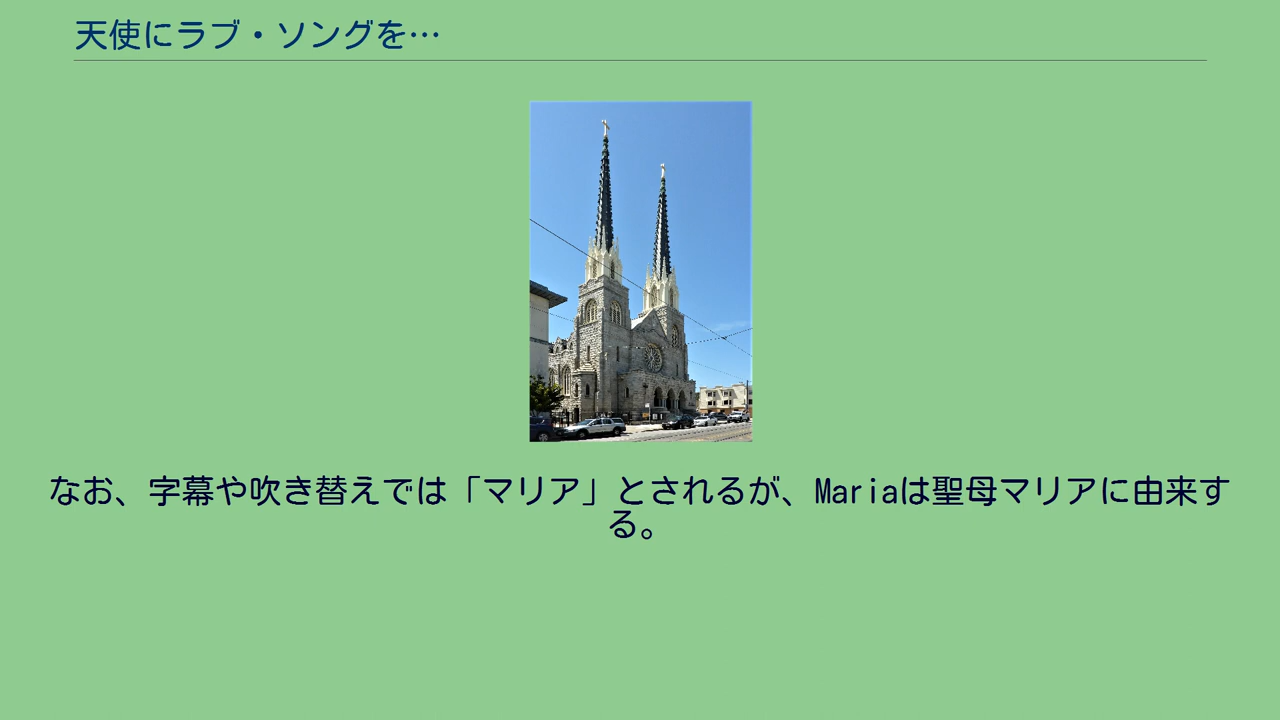 天使にラブ・ソングを…
なお、字幕や吹き替えでは「マリア」とされるが、Mariaは聖母マリアに由来す
る。